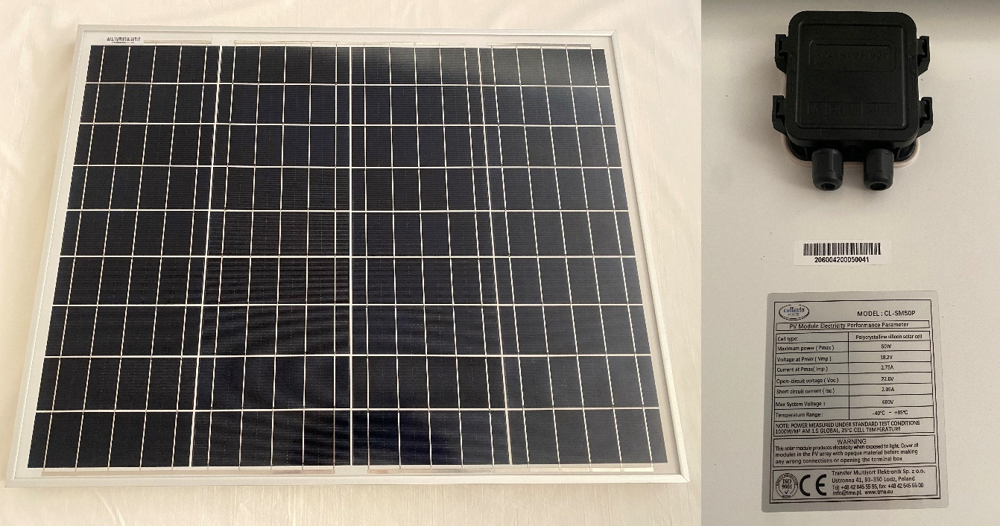 206004200050041
cellevia
MODEL : CL-SM50P
PV Module Electricity Performance Parameter
Cell type: Polycrystalline silicon solar cell
Maximum power ( Pmax ) 50W
Voltage at Pmax ( Vmp ) 18.2V
Current at Pmax( Imp ) 2.75A
Open-circuit voltage ( Voc ) 22.6V
Short circuit current ( Isc ) 2.95A
Max System Voltage : 600V
Temperature Range : -40℃ ~ +85℃
NOTE: POWER MEASURED UNDER STANDARD TEST CONDITIONS
1000W/M² AM 1.5 GLOBAL, 25℃ CELL TEMPERATURE
WARNING
This solar module produces electricity when exposed to light. Cover all
modules in the PV array with opaque material before making
any wrong connections or opening the terminal box
ISO
9001
CE
Transfer Multisort Elektronik Sp. z o.o.
Ustronna 41, 93-350 Lodz, Poland
Tel: +48 42 645 55 55, fax: +48 42 645 55 00
info@tme.pl, www.tme.eu